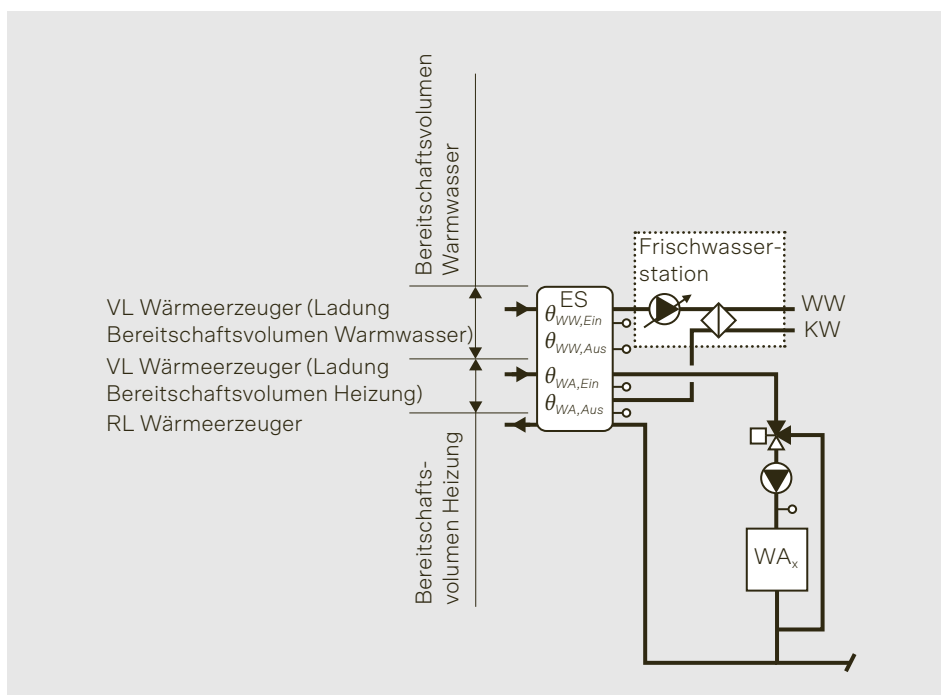 Bereitschaftsvolumen
Warmwasser
VL Wärmeerzeuger (Ladung
Bereitschaftsvolumen Warmwasser)
VL Wärmeerzeuger (Ladung
Bereitschaftsvolumen Heizung)
RL Wärmeerzeuger
Bereitschafts-
volumen Heizung
ES
θWW,Ein
θWW,Aus
θWA,Ein
θWA,Aus
Frischwasser-
station
WW
KW
WAx